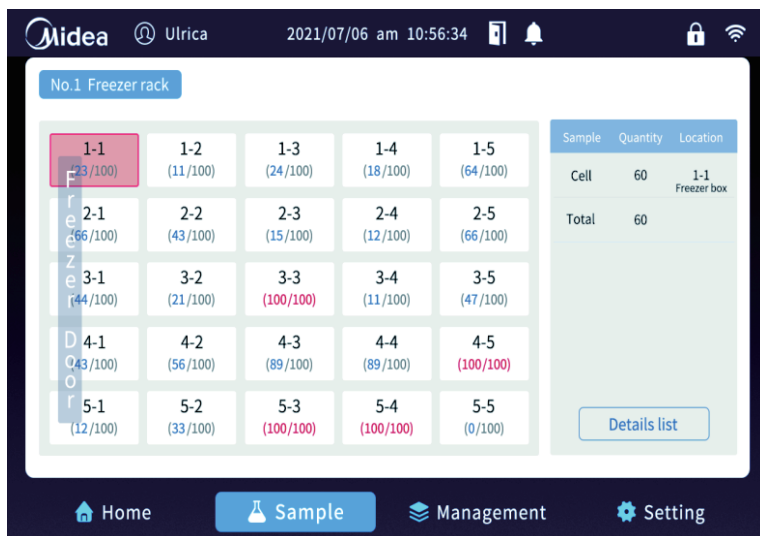 Midea Ulrica 2021/07/06 am 10:56:34
No.1 Freezer rack
1-1 1-2 1-3 1-4 1-5
(23/100) (11/100) (24/100) (18/100) (64/100)
2-1 2-2 2-3 2-4 2-5
(66/100) (43/100) (15/100) (12/100) (66/100)
3-1 3-2 3-3 3-4 3-5
(44/100) (21/100) (100/100) (11/100) (47/100)
4-1 4-2 4-3 4-4 4-5
(43/100) (56/100) (89/100) (89/100) (100/100)
5-1 5-2 5-3 5-4 5-5
(12/100) (33/100) (100/100) (100/100) (0/100)
Freezer Door
Sample Quantity Location
Cell 60 1-1
Freezer box
Total 60
Details list
Home Sample Management Setting